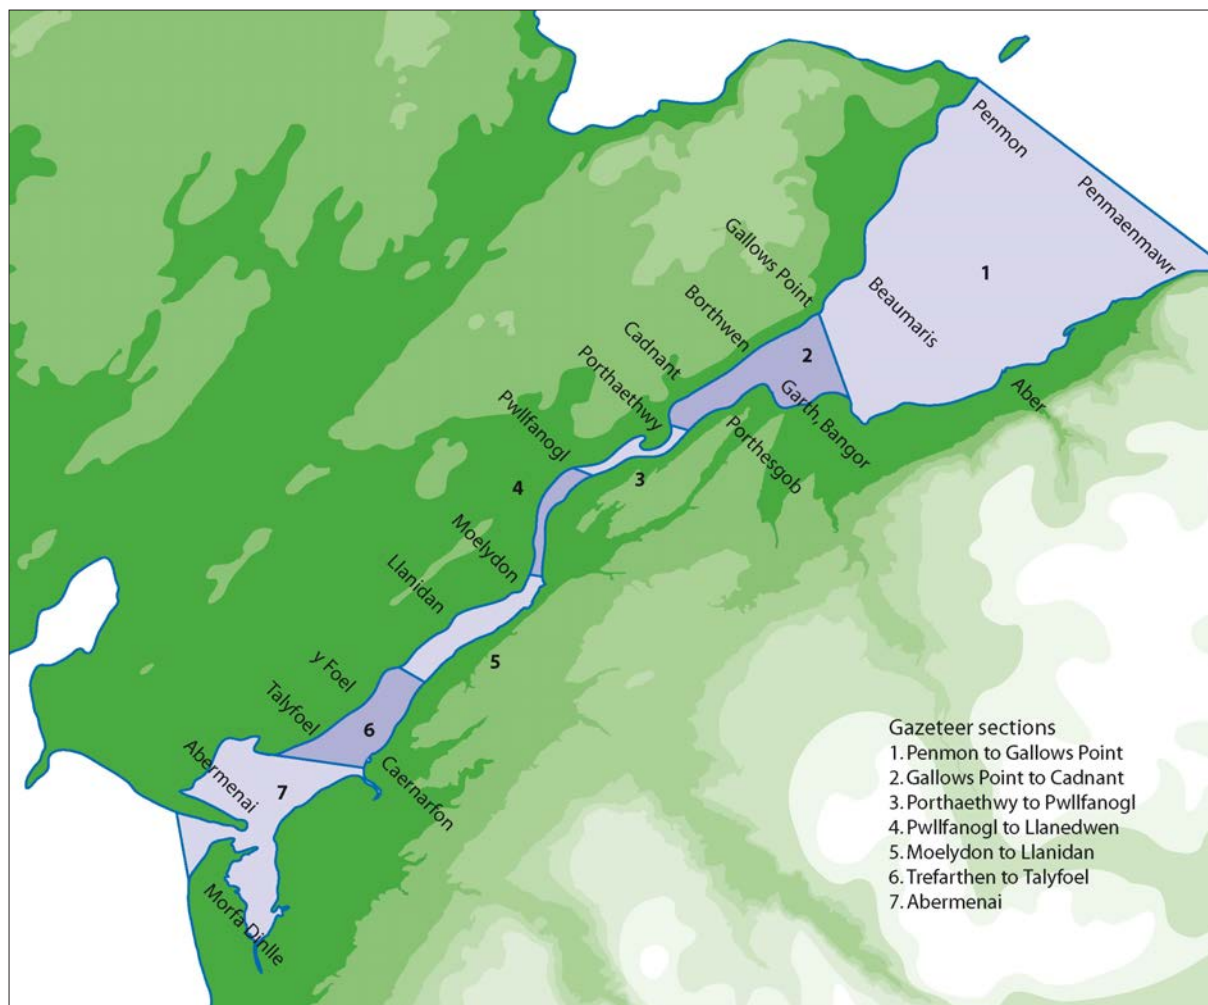 Penmon
Penmaenmawr
Gallows Point
1
Beaumaris
Borthwen
2
Cadnant
Porthaethwy
Garth, Bangor
Aber
Pwllfanogl
Porthesgob
3
4
Moelydon
Llanidan
5
y Foel
Talyfoel
6
Abermenai
Caernarfon
7
Morfa Dinlle
Gazeteer sections
1. Penmon to Gallows Point
2. Gallows Point to Cadnant
3. Porthaethwy to Pwllfanogl
4. Pwllfanogl to Llanedwen
5. Moelydon to Llanidan
6. Trefarthen to Talyfoel
7. Abermenai